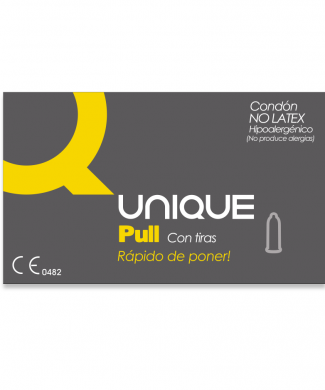 Condón
NO LATEX
Hipoalergénico
(No produce alergias)
UNIQUE
Pull Con tiras
Rápido de poner!
CE 0482